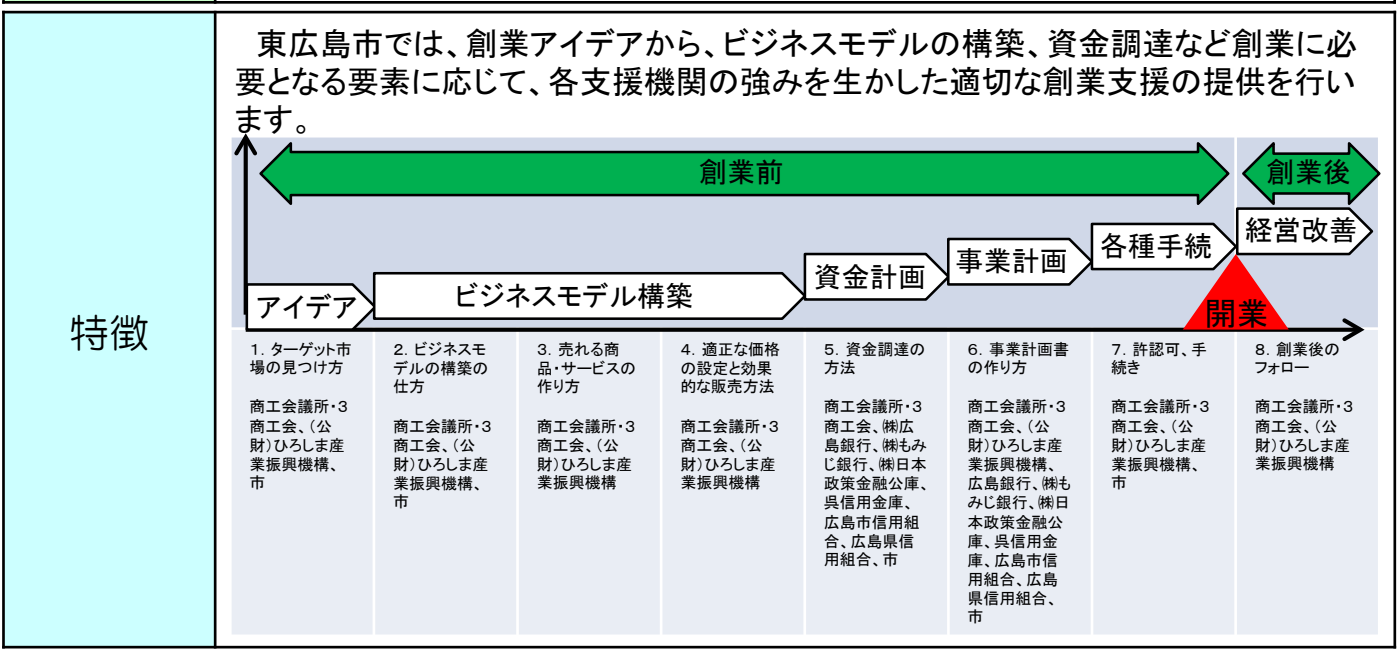 特徴
東広島市では、創業アイデアから、ビジネスモデルの構築、資金調達など創業に必
要となる要素に応じて、各支援機関の強みを生かした適切な創業支援の提供を行い
ます。
創業前
創業後
アイデア
ビジネスモデル構築
資金計画
事業計画
各種手続
経営改善
開業
1．ターゲット市
場の見つけ方
商工会議所・3
商工会、（公
財）ひろしま産
業振興機構、
市
2．ビジネスモ
デルの構築の
仕方
商工会議所・3
商工会、（公
財）ひろしま産
業振興機構、
市
3．売れる商
品・サービスの
作り方
商工会議所・3
商工会、（公
財）ひろしま産
業振興機構
4．適正な価格
の設定と効果
的な販売方法
商工会議所・3
商工会、（公
財）ひろしま産
業振興機構
5．資金調達の
方法
商工会議所・3
商工会、㈱広
島銀行、㈱もみ
じ銀行、㈱日本
政策金融公庫、
呉信用金庫、
広島市信用組
合、広島県信
用組合、市
6．事業計画書
の作り方
商工会議所・3
商工会、（公
財）ひろしま産
業振興機構、
広島銀行、㈱も
みじ銀行、㈱日
本政策金融公
庫、呉信用金
庫、広島市信
用組合、広島
県信用組合、
市
7．許認可、手
続き
商工会議所・3
商工会、（公
財）ひろしま産
業振興機構、
市
8．創業後の
フォロー
商工会議所・3
商工会、（公
財）ひろしま産
業振興機構